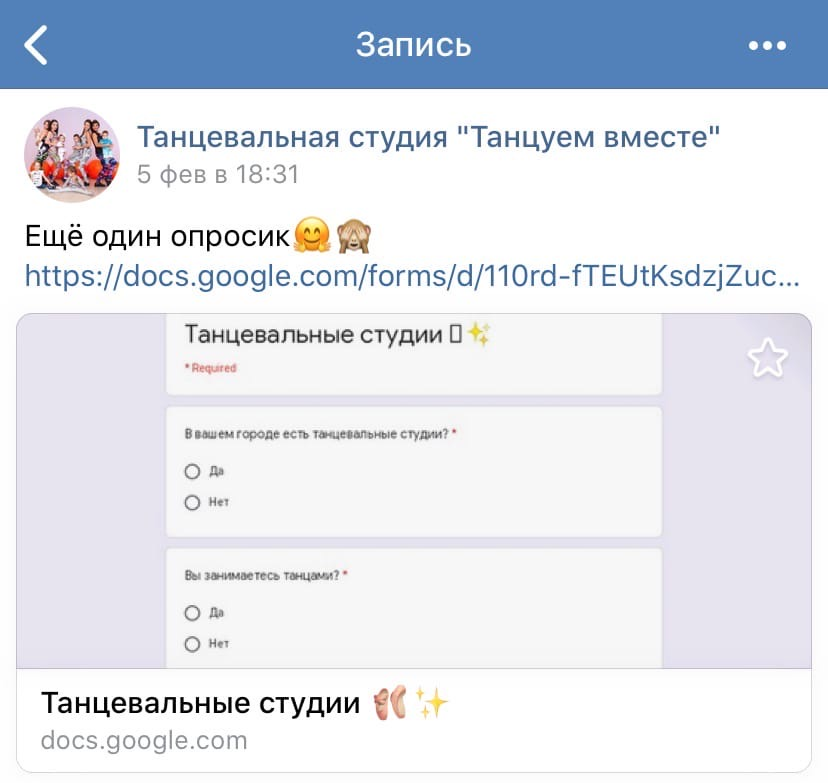 Запись
Танцевальная студия "Танцуем вместе"
5 фев в 18:31
Ещё один опросик🤗🙈
https://docs.google.com/forms/d/110rd-fTEUtKsdzjZuc...
Танцевальные студии ▯✨
* Required
В вашем городе есть танцевальные студии? *
Да
Нет
Вы занимаетесь танцами? *
Да
Нет
Танцевальные студии 🩰✨
docs.google.com